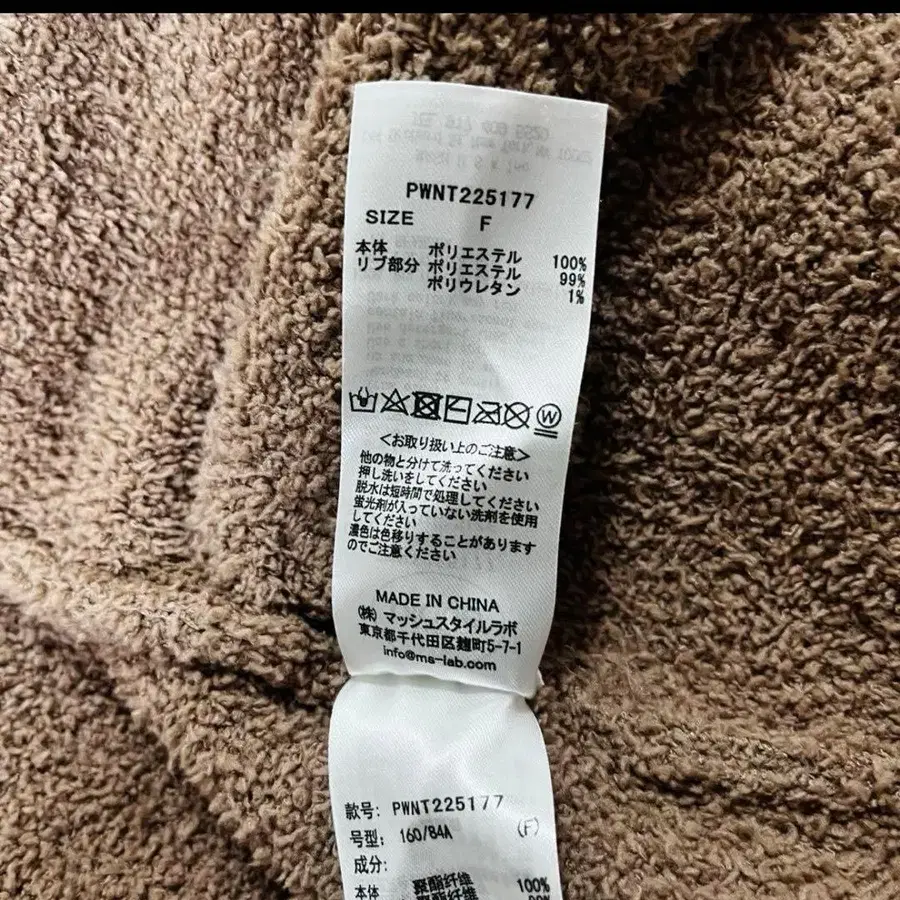 PWNT225177
SIZE F
本体 ポリエステル 100%
リブ部分 ポリエステル 99%
ポリウレタン 1%
W
<お取り扱い上のご注意>
他の物と分けて洗ってください
押し洗いをしてください
脱水は短時間で処理してください
蛍光剤が入っていない洗剤を使用
してください
濃色は色移りすることがあります
のでご注意ください
MADE IN CHINA
(株) マッシュスタイルラボ
東京都千代田区麹町5-7-1
info@ms-lab.com
款号: PWNT225177
号型: 160/84A (F)
成分:
本体 聚酯纤维 100%